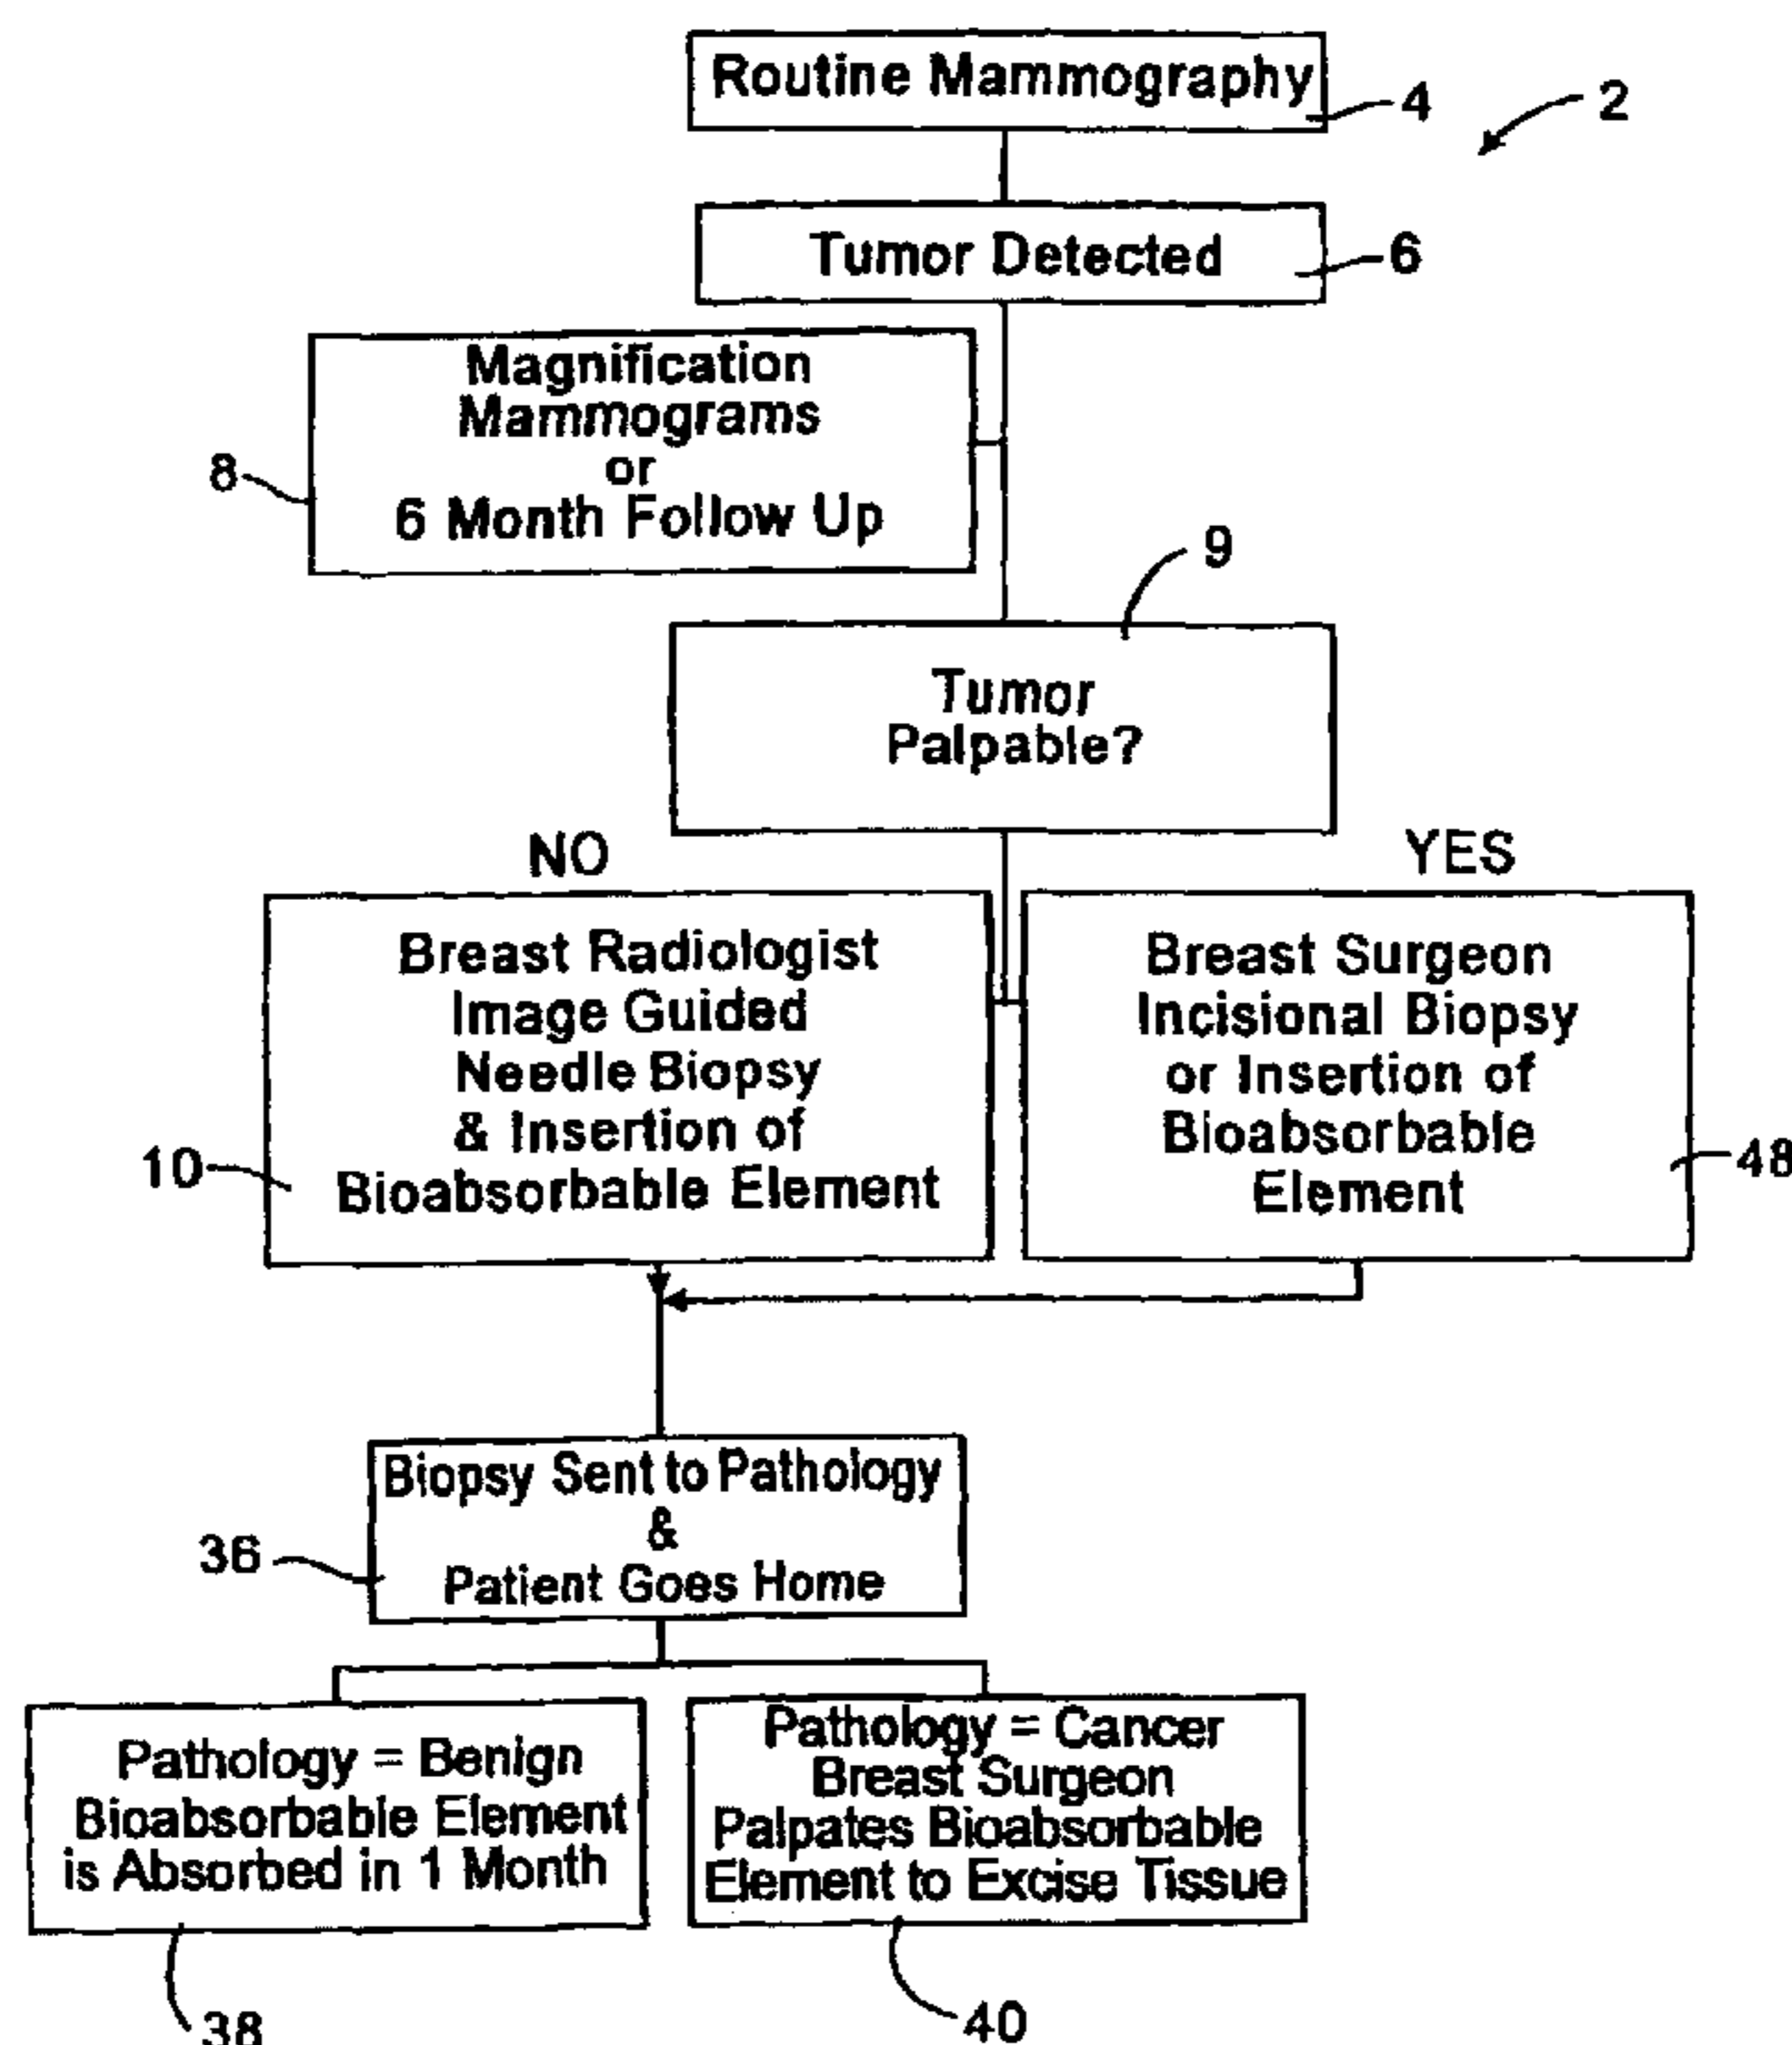 Routine Mammography
4
2
Tumor Detected
6
Magnification
Mammograms
or
6 Month Follow Up
8
9
Tumor
Palpable?
NO
YES
Breast Radiologist
Image Guided
Needle Biopsy
& Insertion of
Bioabsorbable Element
10
Breast Surgeon
Incisional Biopsy
or Insertion of
Bioabsorbable
Element
48
Biopsy Sent to Pathology
&
Patient Goes Home
36
Pathology = Benign
Bioabsorbable Element
is Absorbed in 1 Month
38
Pathology = Cancer
Breast Surgeon
Palpates Bioabsorbable
Element to Excise Tissue
40